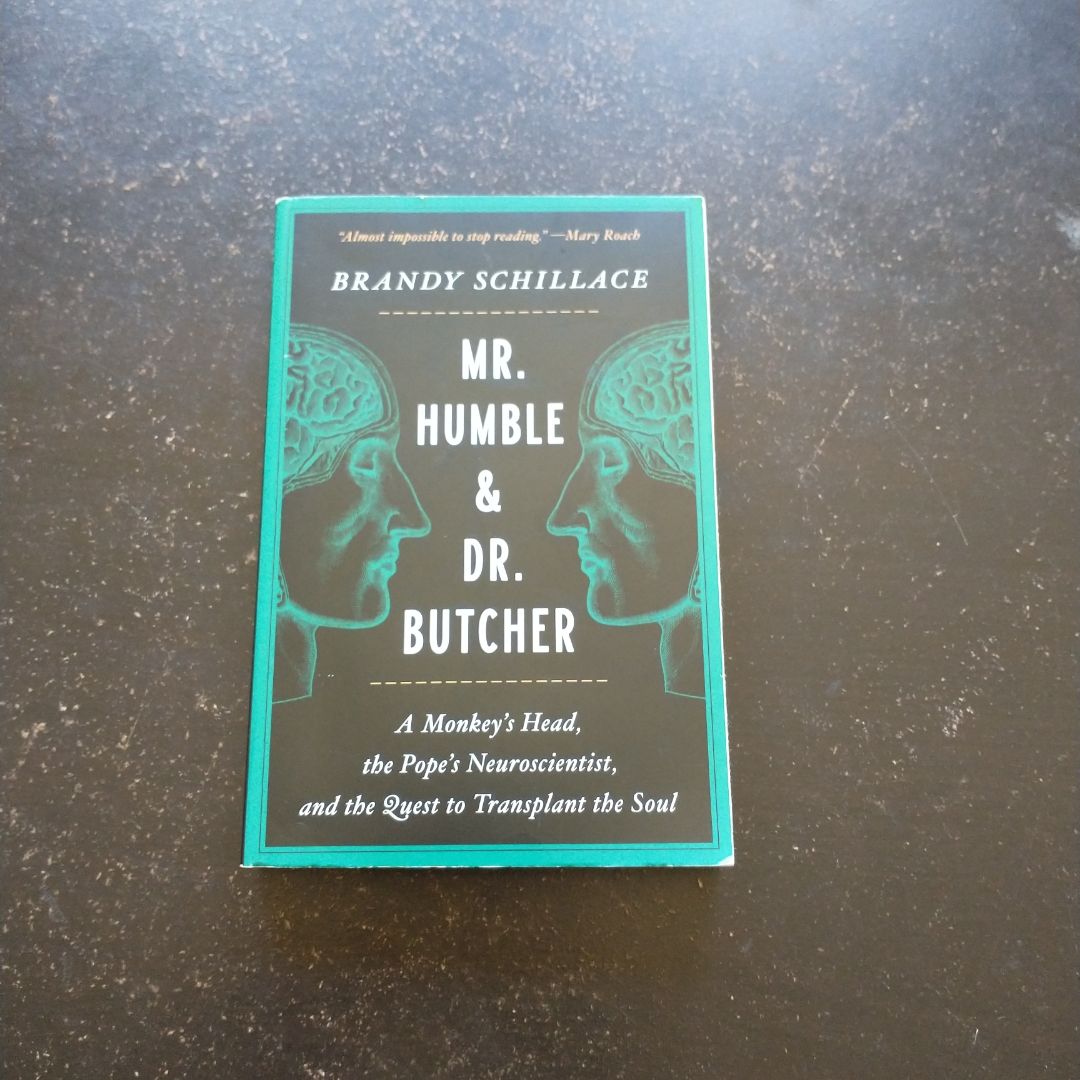 "Almost impossible to stop reading."—Mary Roach
BRANDY SCHILLACE
MR.
HUMBLE
&
DR.
BUTCHER
A Monkey's Head,
the Pope's Neuroscientist,
and the Quest to Transplant the Soul